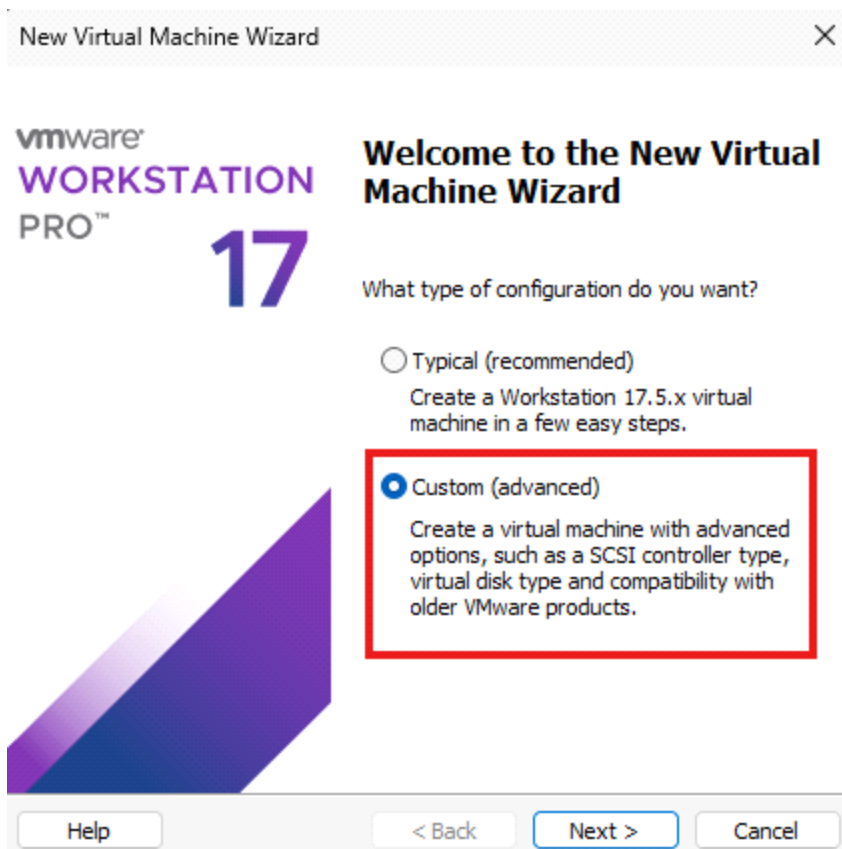 New Virtual Machine Wizard
vmware®
WORKSTATION
PRO™
17
Welcome to the New Virtual
Machine Wizard
What type of configuration do you want?
Typical (recommended)
Create a Workstation 17.5.x virtual
machine in a few easy steps.
Custom (advanced)
Create a virtual machine with advanced
options, such as a SCSI controller type,
virtual disk type and compatibility with
older VMware products.
Help
< Back
Next >
Cancel